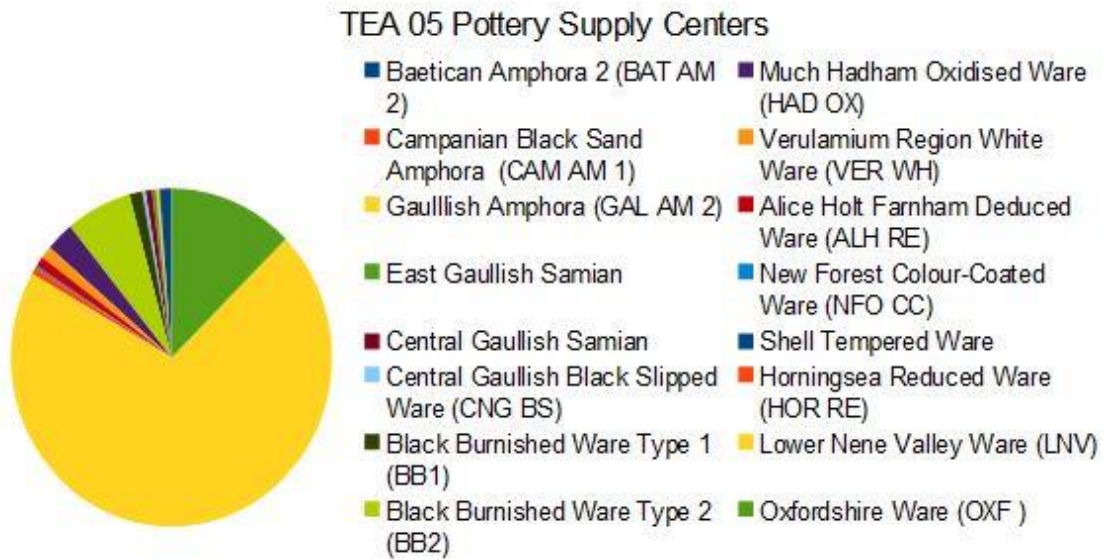 TEA 05 Pottery Supply Centers
Baetican Amphora 2 (BAT AM
2)
Campanian Black Sand
Amphora (CAM AM 1)
Gaulllish Amphora (GAL AM 2)
East Gaullish Samian
Central Gaullish Samian
Central Gaullish Black Slipped
Ware (CNG BS)
Black Burnished Ware Type 1
(BB1)
Black Burnished Ware Type 2
(BB2)
Much Hadham Oxidised Ware
(HAD OX)
Verulamium Region White
Ware (VER WH)
Alice Holt Farnham Deduced
Ware (ALH RE)
New Forest Colour-Coated
Ware (NFO CC)
Shell Tempered Ware
Horningsea Reduced Ware
(HOR RE)
Lower Nene Valley Ware (LNV)
Oxfordshire Ware (OXF )